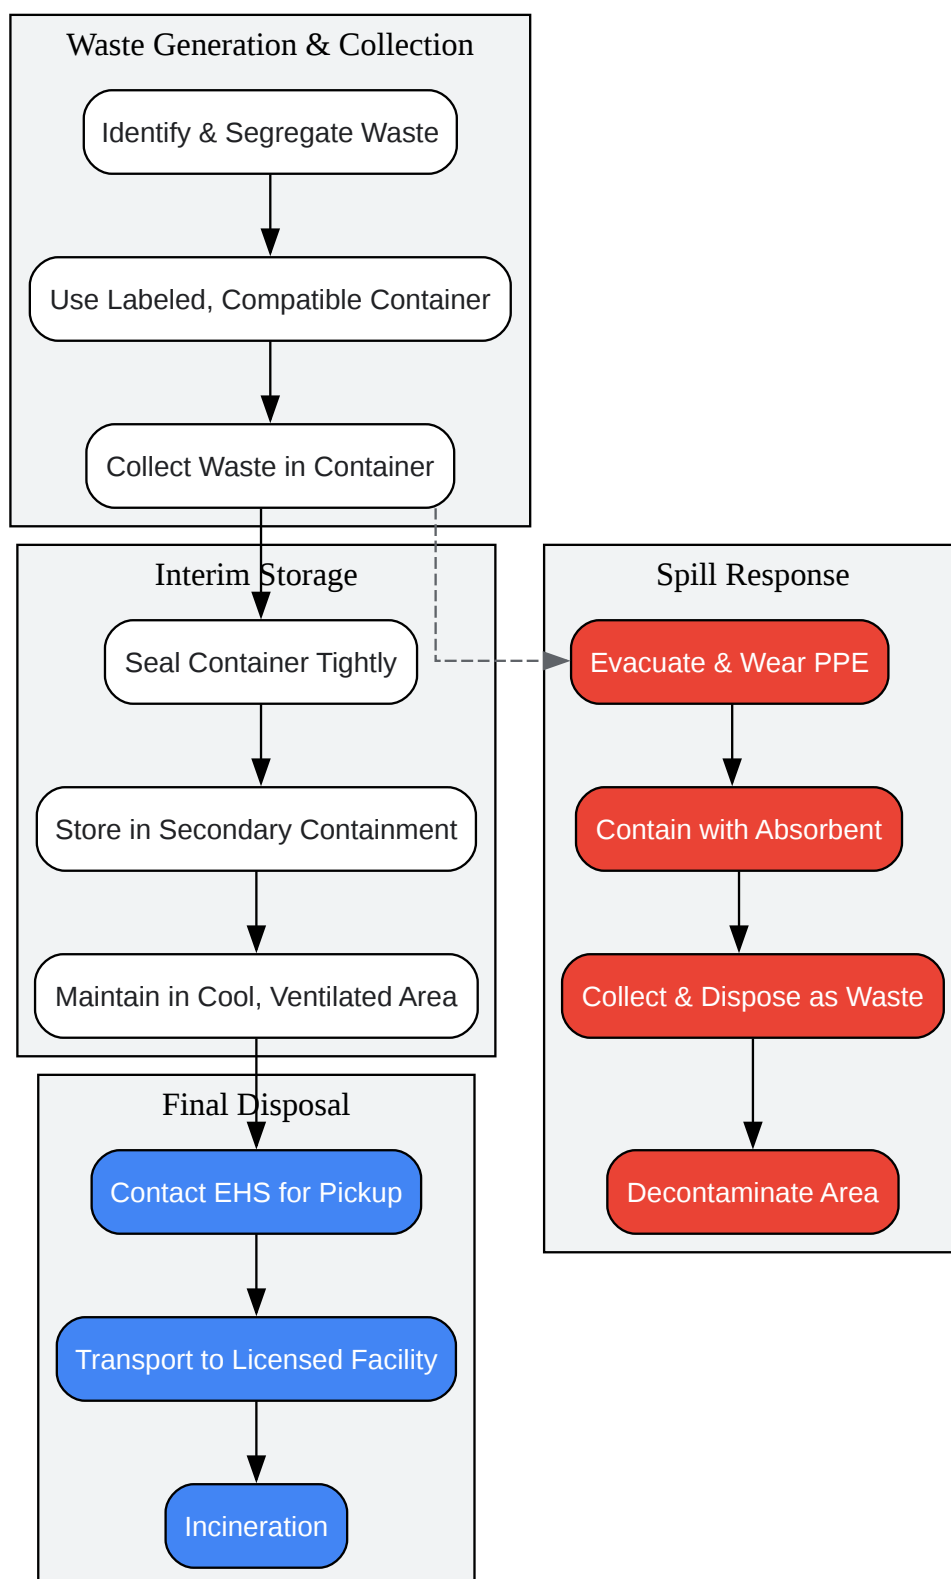 Waste Generation & Collection
Identify & Segregate Waste
Use Labeled, Compatible Container
Collect Waste in Container
Interim Storage
Seal Container Tightly
Store in Secondary Containment
Maintain in Cool, Ventilated Area
Spill Response
Evacuate & Wear PPE
Contain with Absorbent
Collect & Dispose as Waste
Decontaminate Area
Final Disposal
Contact EHS for Pickup
Transport to Licensed Facility
Incineration